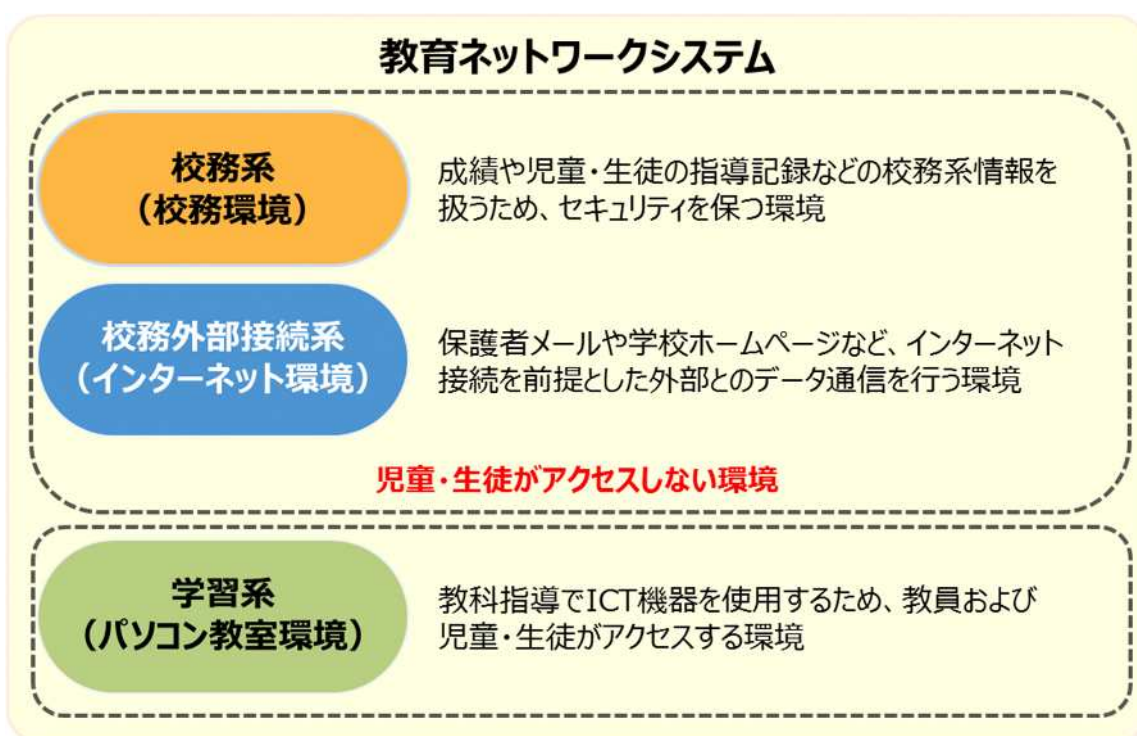 教育ネットワークシステム
校務系
（校務環境）
成績や児童・生徒の指導記録などの校務系情報を
扱うため、セキュリティを保つ環境
校務外部接続系
（インターネット環境）
保護者メールや学校ホームページなど、インターネット
接続を前提とした外部とのデータ通信を行う環境
児童・生徒がアクセスしない環境
学習系
（パソコン教室環境）
教科指導でICT機器を使用するため、教員および
児童・生徒がアクセスする環境